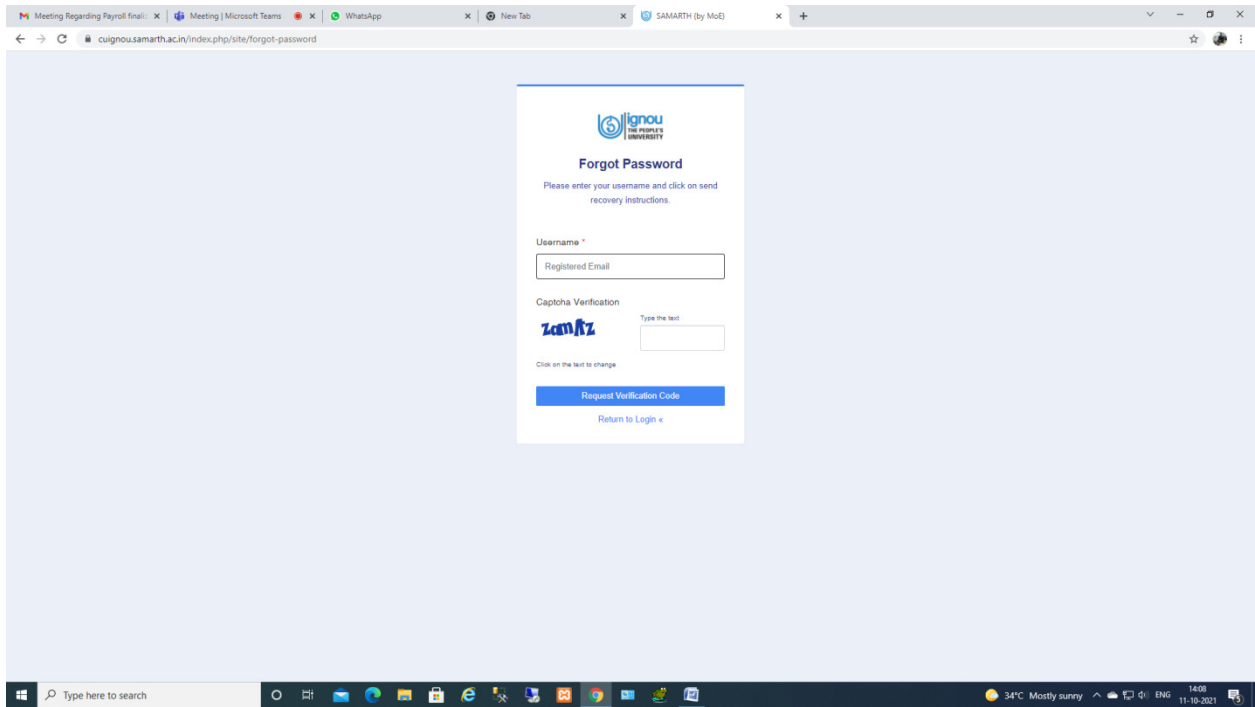 Meeting Regarding Payroll finaliz
Meeting | Microsoft Teams
WhatsApp
New Tab
SAMARTH (by MoE)
cuignou.samarth.ac.in/index.php/site/forgot-password
ignou
THE PEOPLE'S
UNIVERSITY
Forgot Password
Please enter your username and click on send
recovery instructions.
Username *
Registered Email
Captcha Verification
Type the text
Click on the text to change
Request Verification Code
Return to Login «
Type here to search
34°C Mostly sunny
ENG
14:08
11-10-2021
5